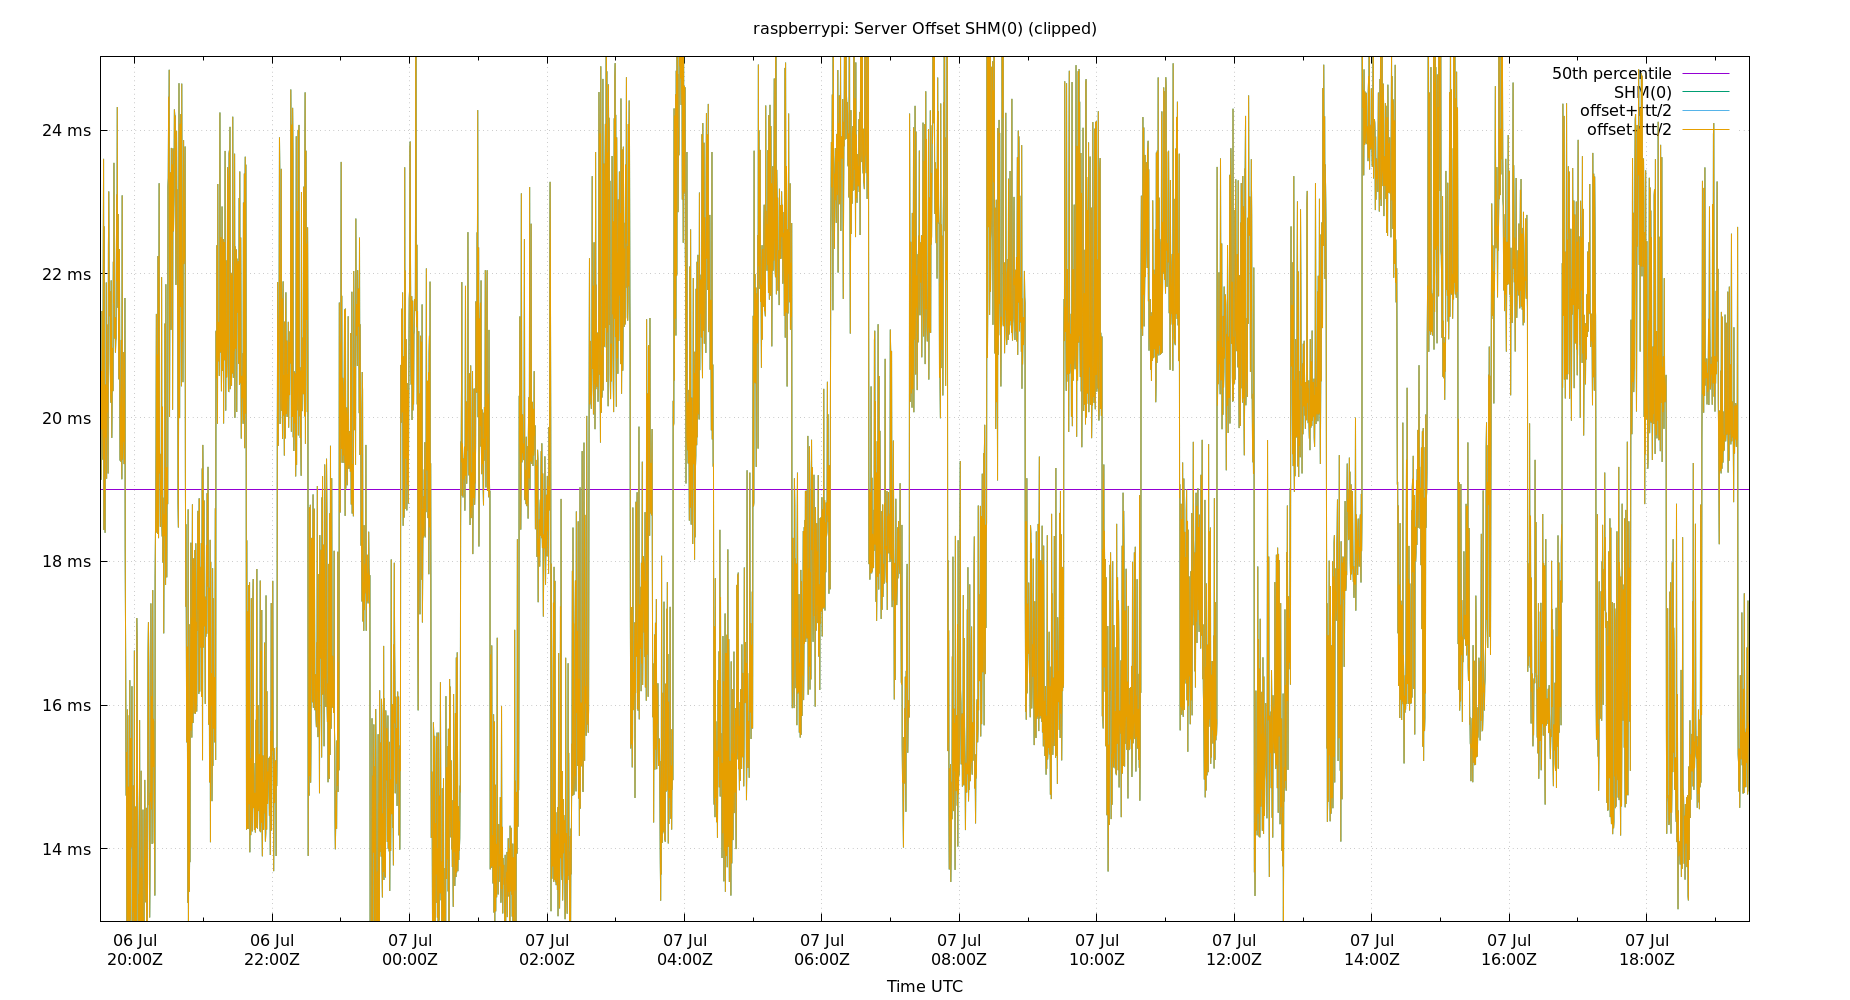 raspberrypi: Server Offset SHM(0) (clipped)
50th percentile
SHM(0)
offset+rtt/2
offset-rtt/2
24 ms
22 ms
20 ms
18 ms
16 ms
14 ms
06 Jul 06 Jul 07 Jul 07 Jul 07 Jul 07 Jul 07 Jul 07 Jul 07 Jul 07 Jul 07 Jul 07 Jul
20:00Z 22:00Z 00:00Z 02:00Z 04:00Z 06:00Z 08:00Z 10:00Z 12:00Z 14:00Z 16:00Z 18:00Z
Time UTC